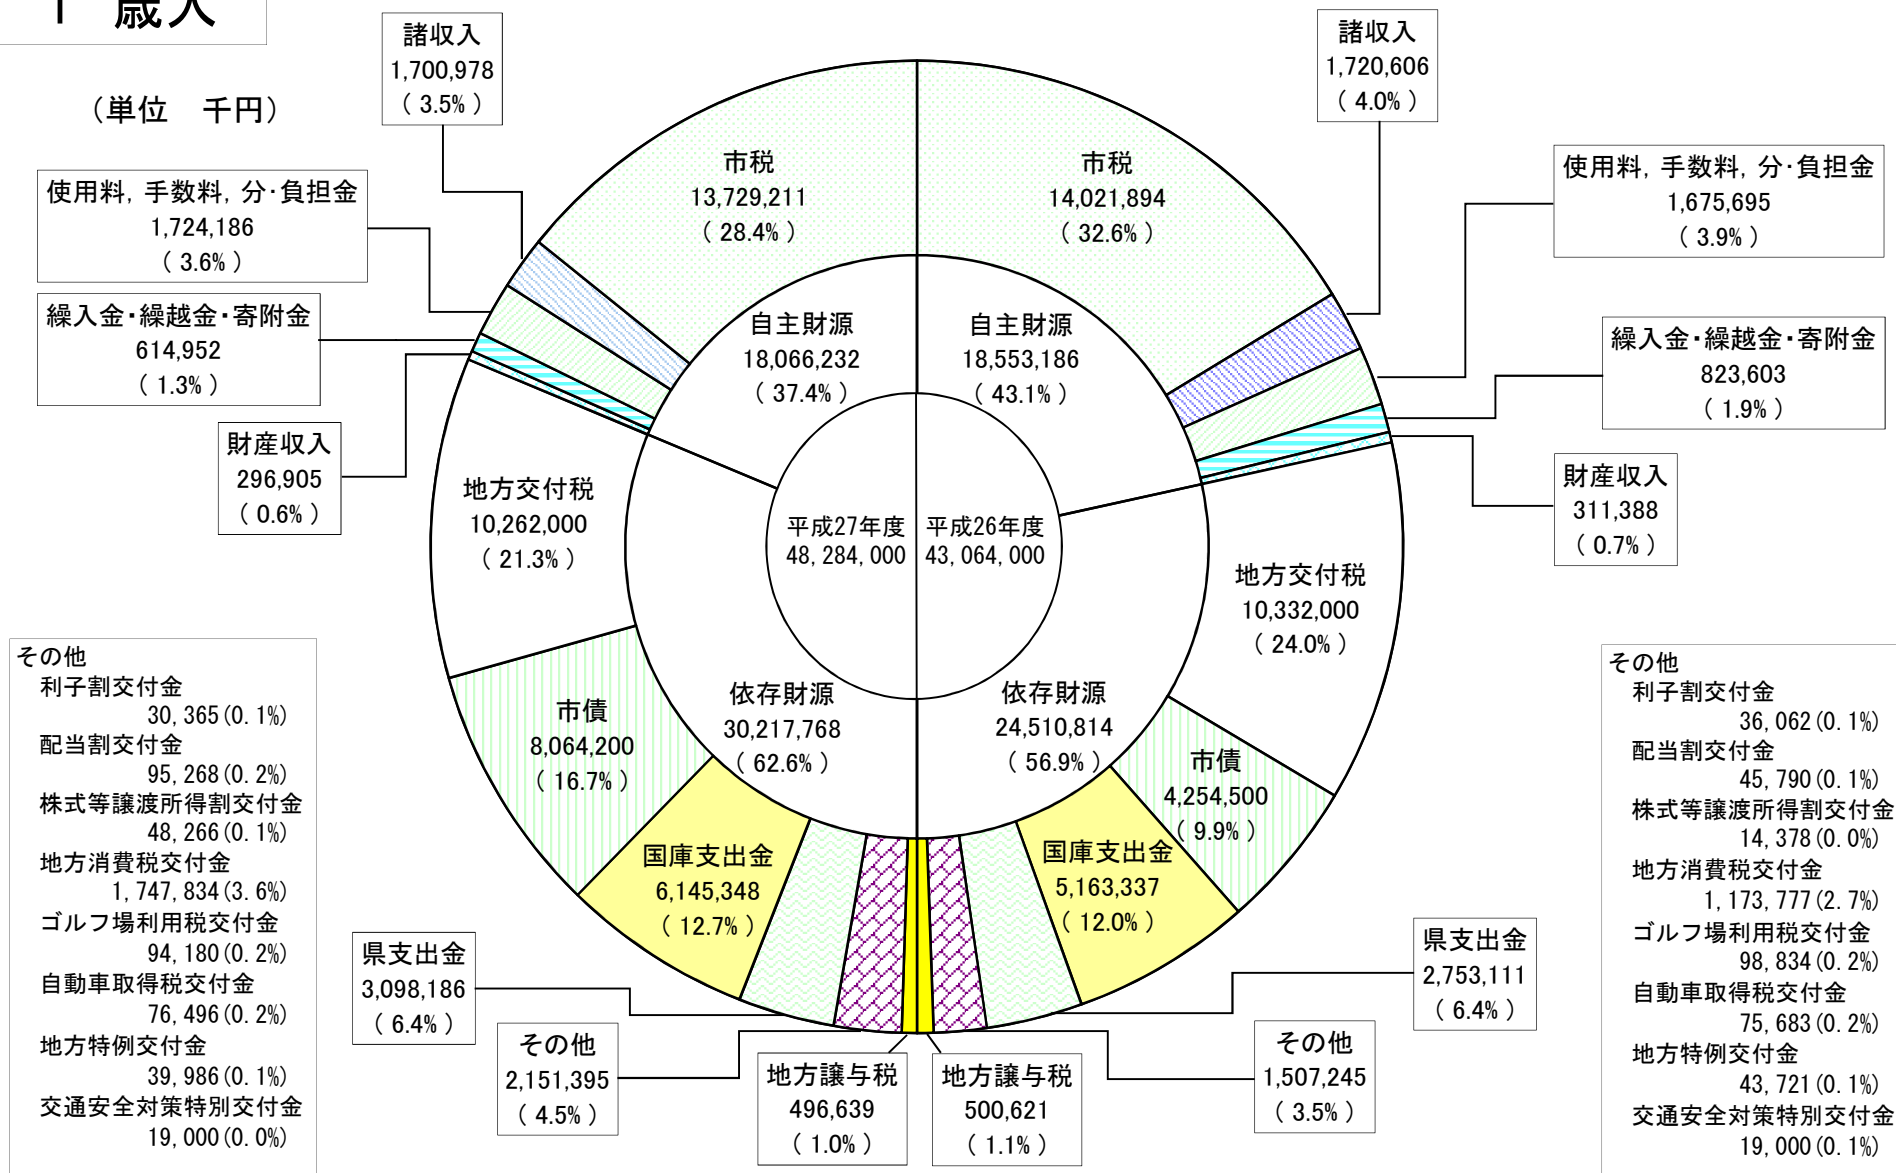 1 歳入
（単位　千円）
諸収入
1,700,978
( 3.5% )
使用料, 手数料, 分・負担金
1,724,186
( 3.6% )
繰入金・繰越金・寄附金
614,952
( 1.3% )
財産収入
296,905
( 0.6% )
市税
13,729,211
( 28.4% )
自主財源
18,066,232
( 37.4% )
地方交付税
10,262,000
( 21.3% )
平成27年度
48,284,000
依存財源
30,217,768
( 62.6% )
市債
8,064,200
( 16.7% )
国庫支出金
6,145,348
( 12.7% )
県支出金
3,098,186
( 6.4% )
その他
2,151,395
( 4.5% )
地方譲与税
496,639
( 1.0% )
その他
利子割交付金
30,365(0.1%)
配当割交付金
95,268(0.2%)
株式等譲渡所得割交付金
48,266(0.1%)
地方消費税交付金
1,747,834(3.6%)
ゴルフ場利用税交付金
94,180(0.2%)
自動車取得税交付金
76,496(0.2%)
地方特例交付金
39,986(0.1%)
交通安全対策特別交付金
19,000(0.0%)
諸収入
1,720,606
( 4.0% )
使用料, 手数料, 分・負担金
1,675,695
( 3.9% )
繰入金・繰越金・寄附金
823,603
( 1.9% )
財産収入
311,388
( 0.7% )
市税
14,021,894
( 32.6% )
自主財源
18,553,186
( 43.1% )
平成26年度
43,064,000
地方交付税
10,332,000
( 24.0% )
依存財源
24,510,814
( 56.9% )
市債
4,254,500
( 9.9% )
国庫支出金
5,163,337
( 12.0% )
県支出金
2,753,111
( 6.4% )
その他
1,507,245
( 3.5% )
地方譲与税
500,621
( 1.1% )
その他
利子割交付金
36,062(0.1%)
配当割交付金
45,790(0.1%)
株式等譲渡所得割交付金
14,378(0.0%)
地方消費税交付金
1,173,777(2.7%)
ゴルフ場利用税交付金
98,834(0.2%)
自動車取得税交付金
75,683(0.2%)
地方特例交付金
43,721(0.1%)
交通安全対策特別交付金
19,000(0.1%)